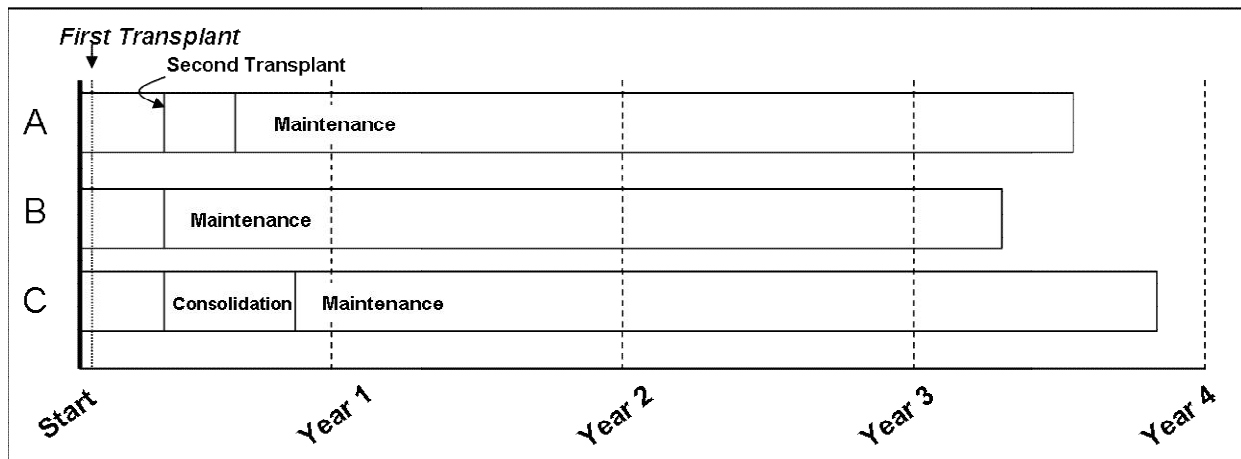 First Transplant
Second Transplant
A
Maintenance
B
Maintenance
C
Consolidation
Maintenance
Start
Year 1
Year 2
Year 3
Year 4